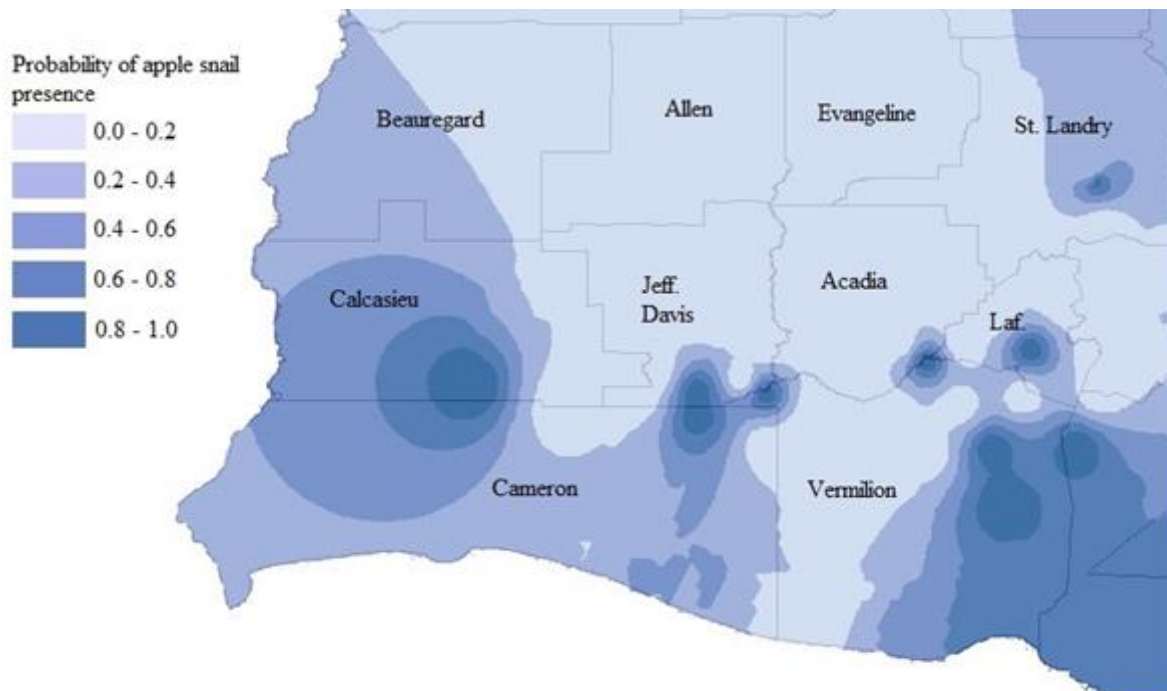 Probability of apple snail
presence
0.0 - 0.2
0.2 - 0.4
0.4 - 0.6
0.6 - 0.8
0.8 - 1.0
Beauregard
Allen
Evangeline
St. Landry
Calcasieu
Jeff.
Davis
Acadia
Laf.
Cameron
Vermilion